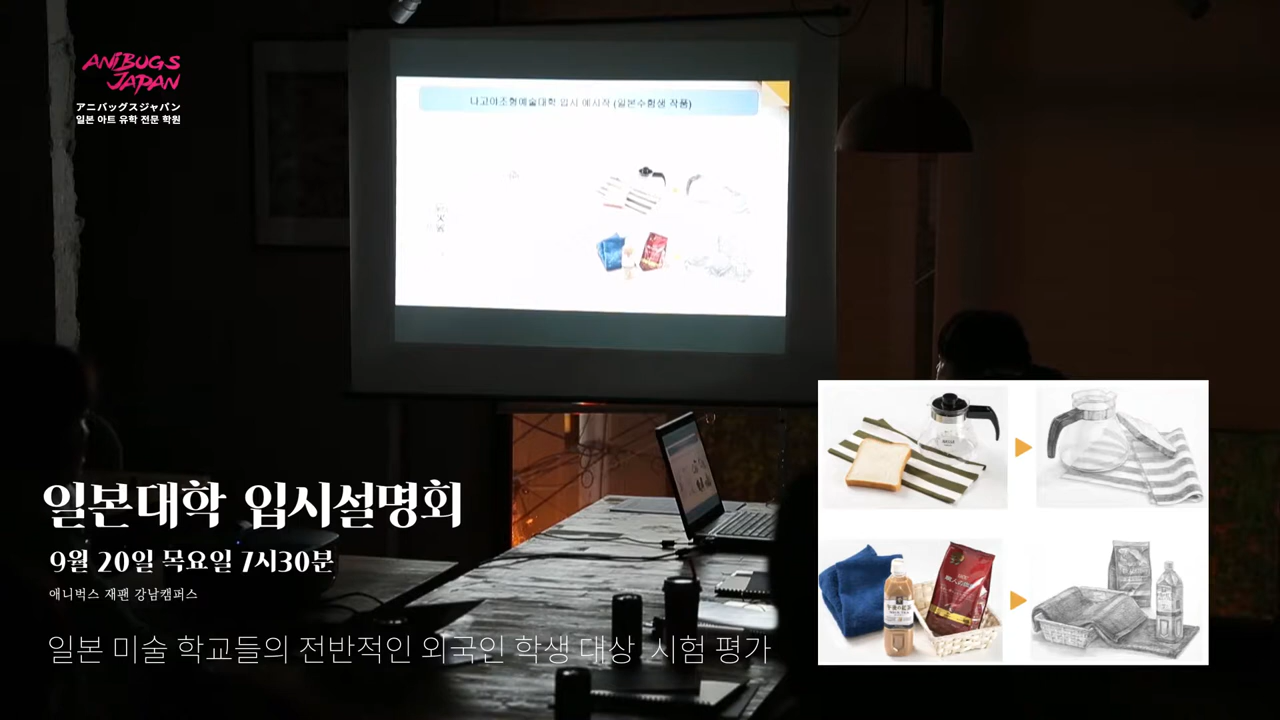 ANIBUGS
JAPAN
アニバッグスジャパン
일본 아트 유학 전문 학원
나고야조형예술대학 입시 예시작 (일본수험생 작품)
일본대학 입시설명회
9월 20일 목요일 7시30분
애니벅스 재팬 강남캠퍼스
일본 미술 학교들의 전반적인 외국인 학생 대상 시험 평가
午後の紅茶